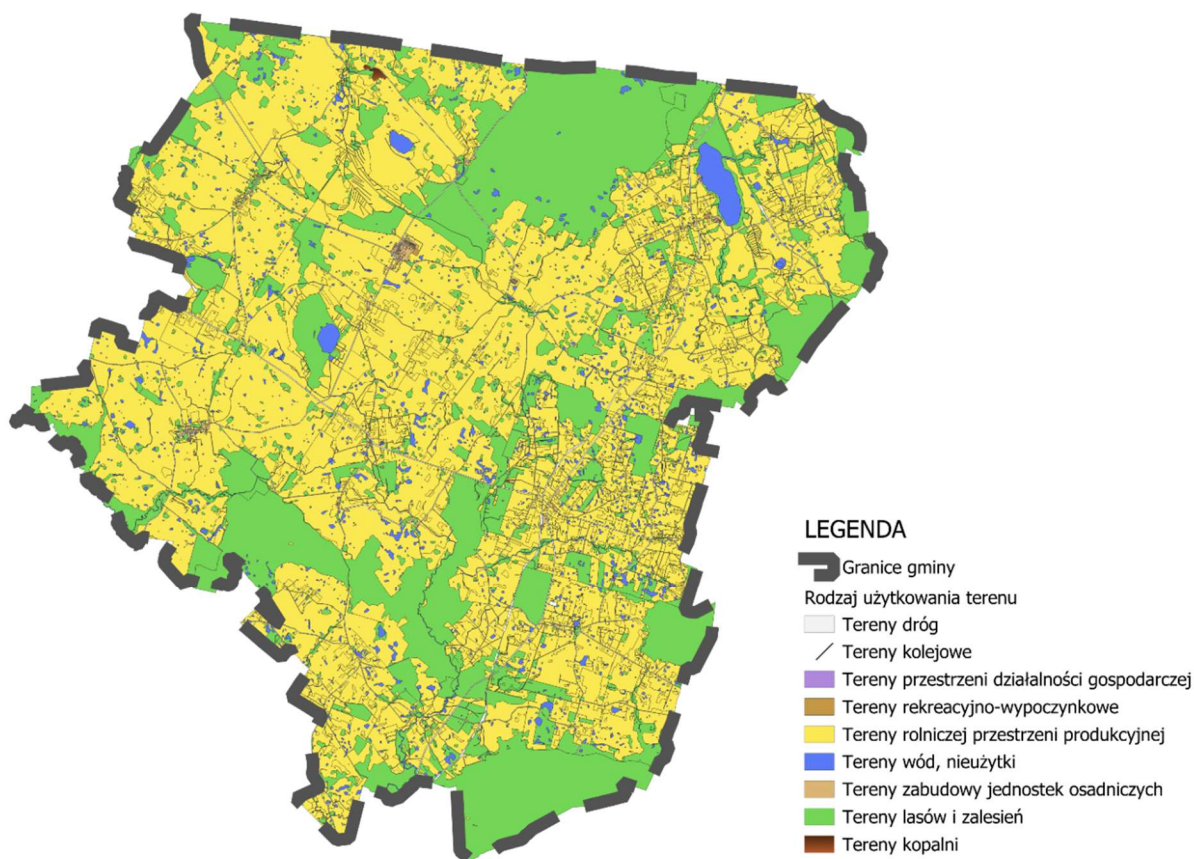 LEGENDA
Granice gminy
Rodzaj użytkowania terenu
Tereny dróg
Tereny kolejowe
Tereny przestrzeni działalności gospodarczej
Tereny rekreacyjno-wypoczynkowe
Tereny rolniczej przestrzeni produkcyjnej
Tereny wód, nieużytki
Tereny zabudowy jednostek osadniczych
Tereny lasów i zalesień
Tereny kopalni